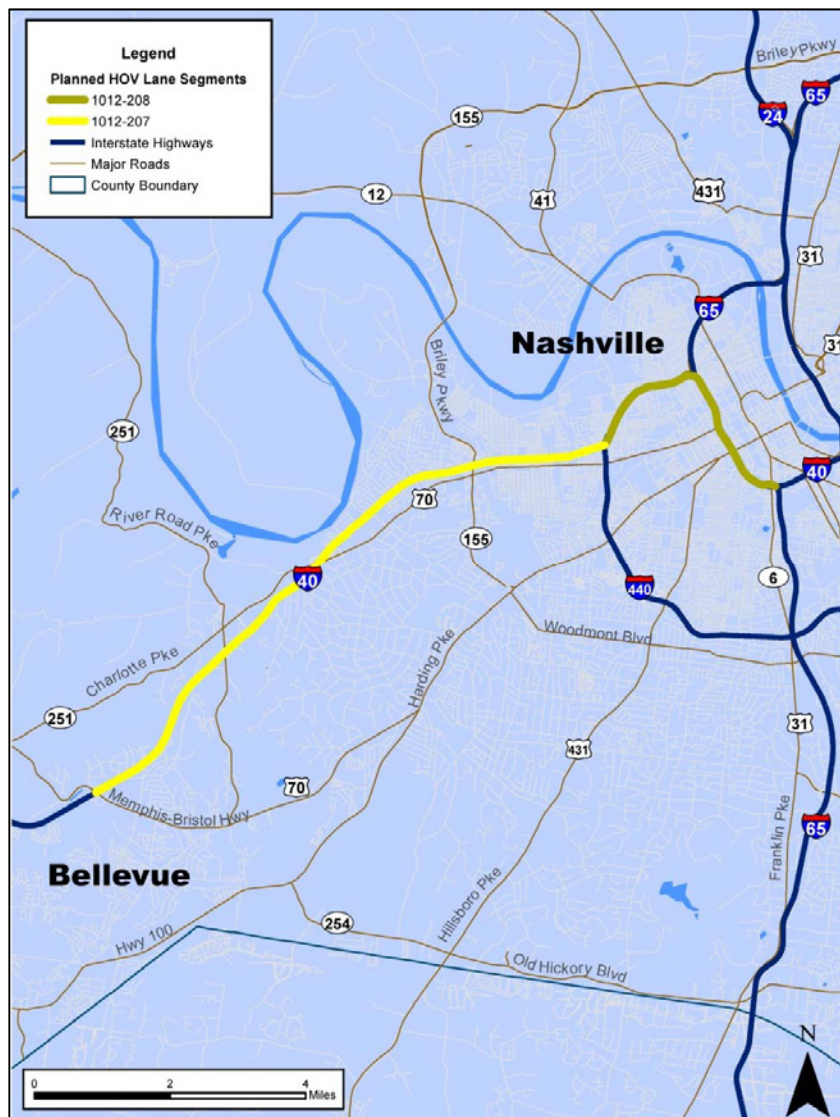 Legend
Planned HOV Lane Segments
1012-208
1012-207
Interstate Highways
Major Roads
County Boundary
Briley Pkwy
65
24
155
12
41
431
31
65
31
Nashville
Briley Pkwy
251
70
40
River Road Pke
155
40
440
6
Woodmont Blvd
Charlotte Pke
Harding Pke
251
31
431
70
Memphis-Bristol Hwy
65
Franklin Pke
Bellevue
Hillsboro Pke
254
Hwy 100
Old Hickory Blvd
N
0 2 4
Miles